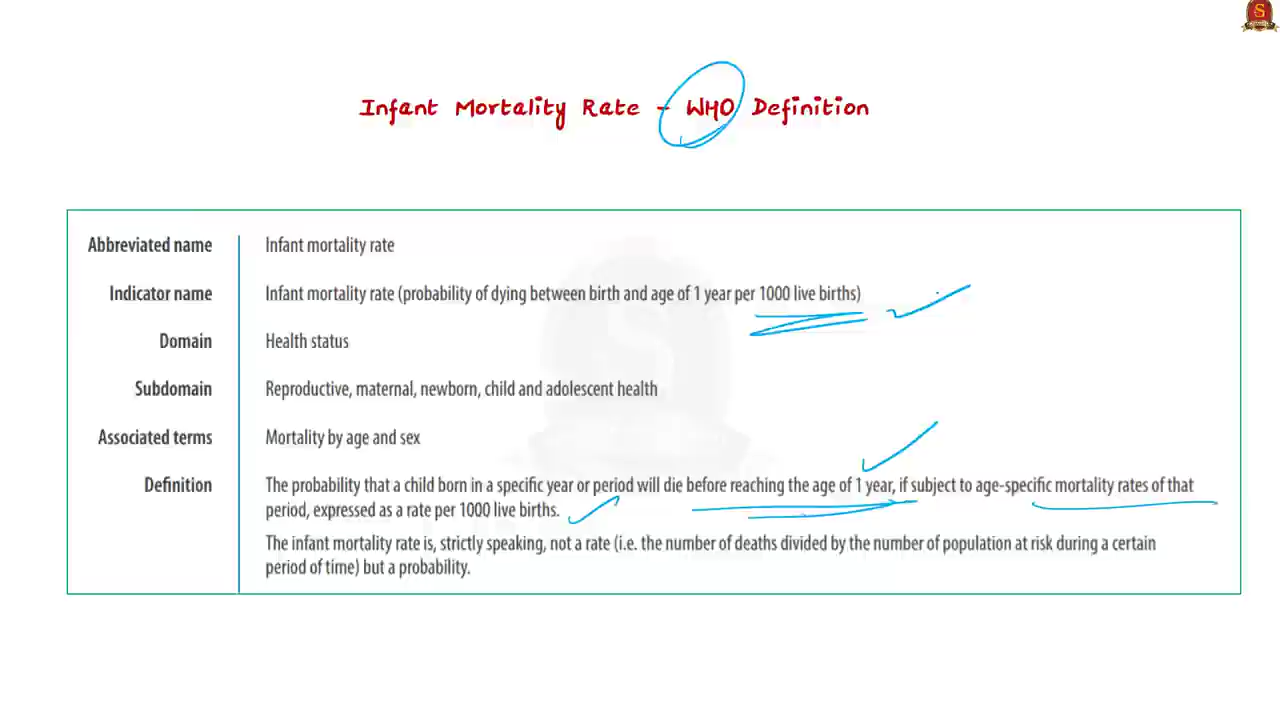 Infant Mortality Rate - WHO Definition
Abbreviated name Infant mortality rate
Indicator name Infant mortality rate (probability of dying between birth and age of 1 year per 1000 live births)
Domain Health status
Subdomain Reproductive, maternal, newborn, child and adolescent health
Associated terms Mortality by age and sex
Definition The probability that a child born in a specific year or period will die before reaching the age of 1 year, if subject to age-specific mortality rates of that
period, expressed as a rate per 1000 live births.
The infant mortality rate is, strictly speaking, not a rate (i.e. the number of deaths divided by the number of population at risk during a certain
period of time) but a probability.